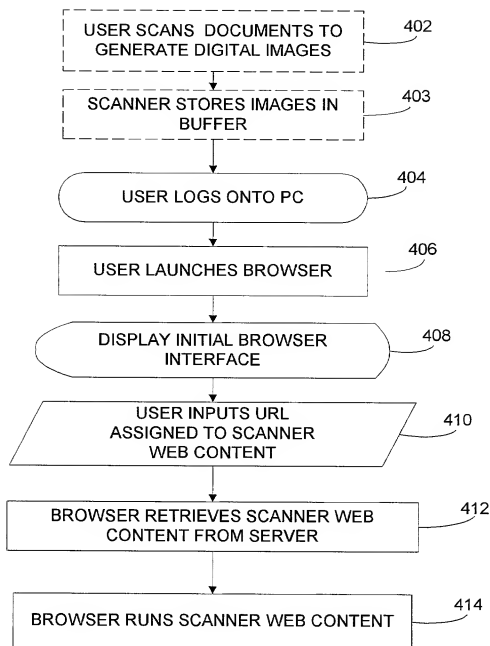 USER SCANS DOCUMENTS TO
GENERATE DIGITAL IMAGES
402
SCANNER STORES IMAGES IN
BUFFER
403
USER LOGS ONTO PC
404
USER LAUNCHES BROWSER
406
DISPLAY INITIAL BROWSER
INTERFACE
408
USER INPUTS URL
ASSIGNED TO SCANNER
WEB CONTENT
410
BROWSER RETRIEVES SCANNER WEB
CONTENT FROM SERVER
412
BROWSER RUNS SCANNER WEB CONTENT
414